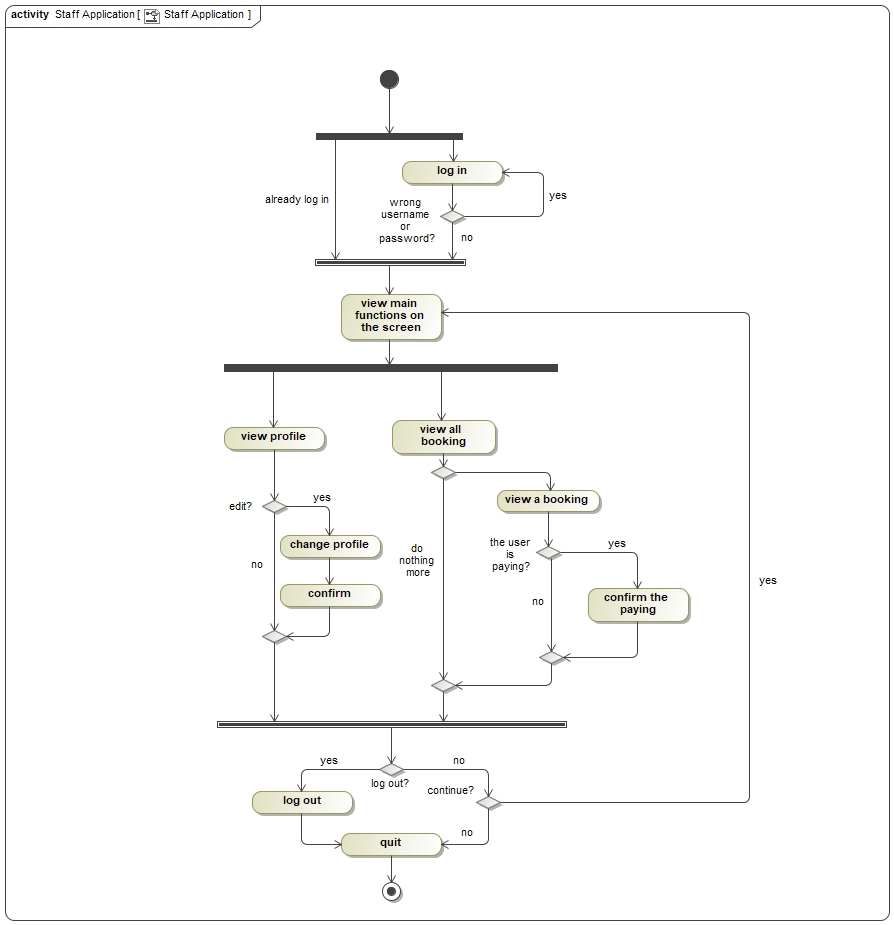 activity Staff Application [ Staff Application ]
log in
already log in
wrong
username
or
password?
yes
no
view main
functions on
the screen
view profile
view all
booking
edit?
yes
view a booking
change profile
the user
is
paying?
yes
no
do
nothing
more
confirm
no
confirm the
paying
yes
yes
no
log out?
continue?
log out
no
quit